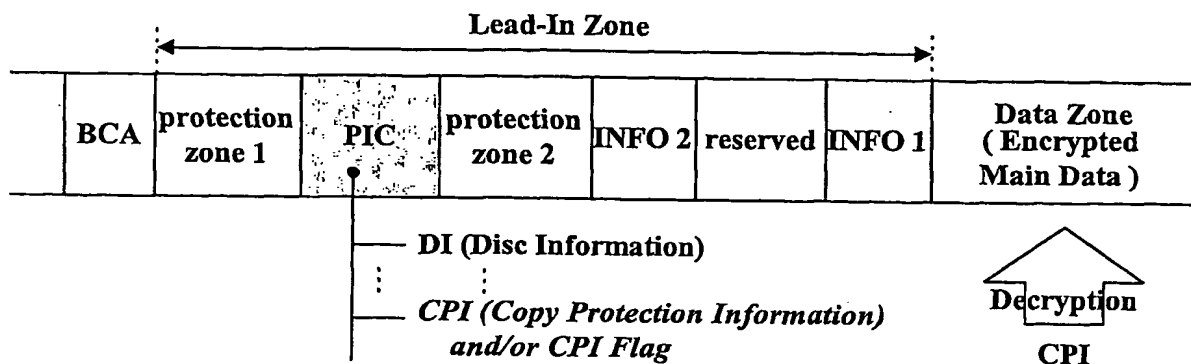 Lead-In Zone
BCA
protection
zone 1
PIC
protection
zone 2
INFO 2
reserved
INFO 1
Data Zone
( Encrypted
Main Data )
DI (Disc Information)
CPI (Copy Protection Information)
and/or CPI Flag
Decryption
CPI